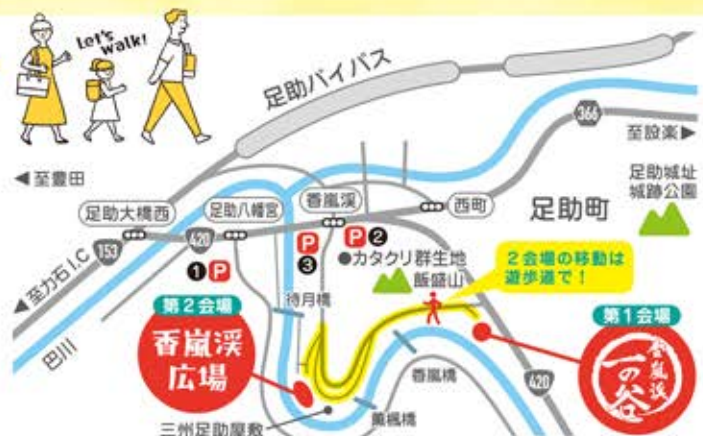 Let's
walk!
足助バイパス
366
至設楽▶
◀至豊田
足助城址
城跡公園
足助大橋西
足助八幡宮
香嵐渓
西町
足助町
153
420
P
②
❶ P
P
❸
●カタクリ群生地
飯盛山
2会場の移動は
遊歩道で!
◀至力石I.C
巴川
待月橋
第2会場
香嵐渓
広場
第1会場
香嵐渓
一の谷
香嵐橋
420
薫楓橋
三州足助屋敷